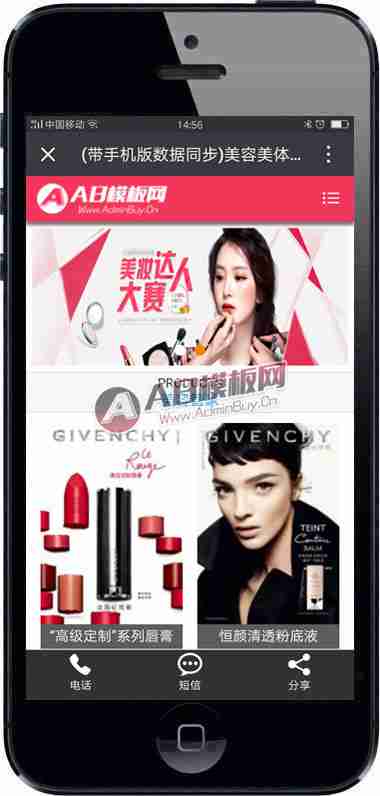 中国移动
14:56
(带手机版数据同步)美容美体...
AB模板网
Www.AdminBuy.Cn
美妆达人
大赛
PRODUCTS
AB模板网
Www.AdminBuy.Cn
GIVENCHY
Le
Rouge
GIVENCHY
TEINT
Couture
BALM
“高级定制”系列唇膏
恒颜清透粉底液
电话
短信
分享